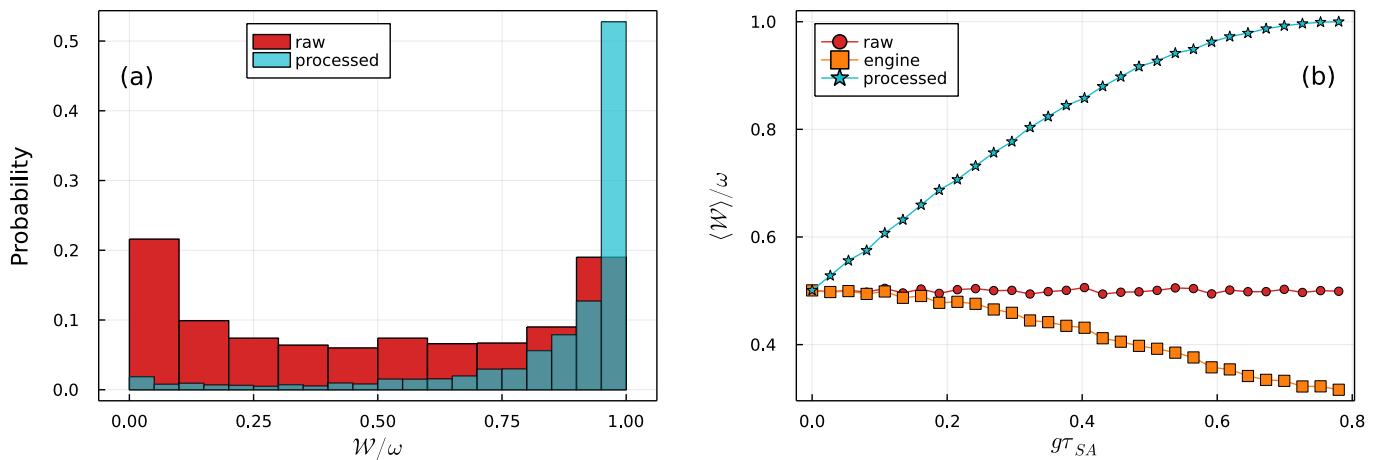 raw
processed
(a)
0.5
0.4
0.3
0.2
0.1
0.0
Probability
0.00
0.25
0.50
0.75
1.00
𝒲/ω
raw
engine
processed
(b)
1.0
0.8
0.6
0.4
⟨𝒲⟩/ω
0.0
0.2
0.4
0.6
0.8
gτ_SA